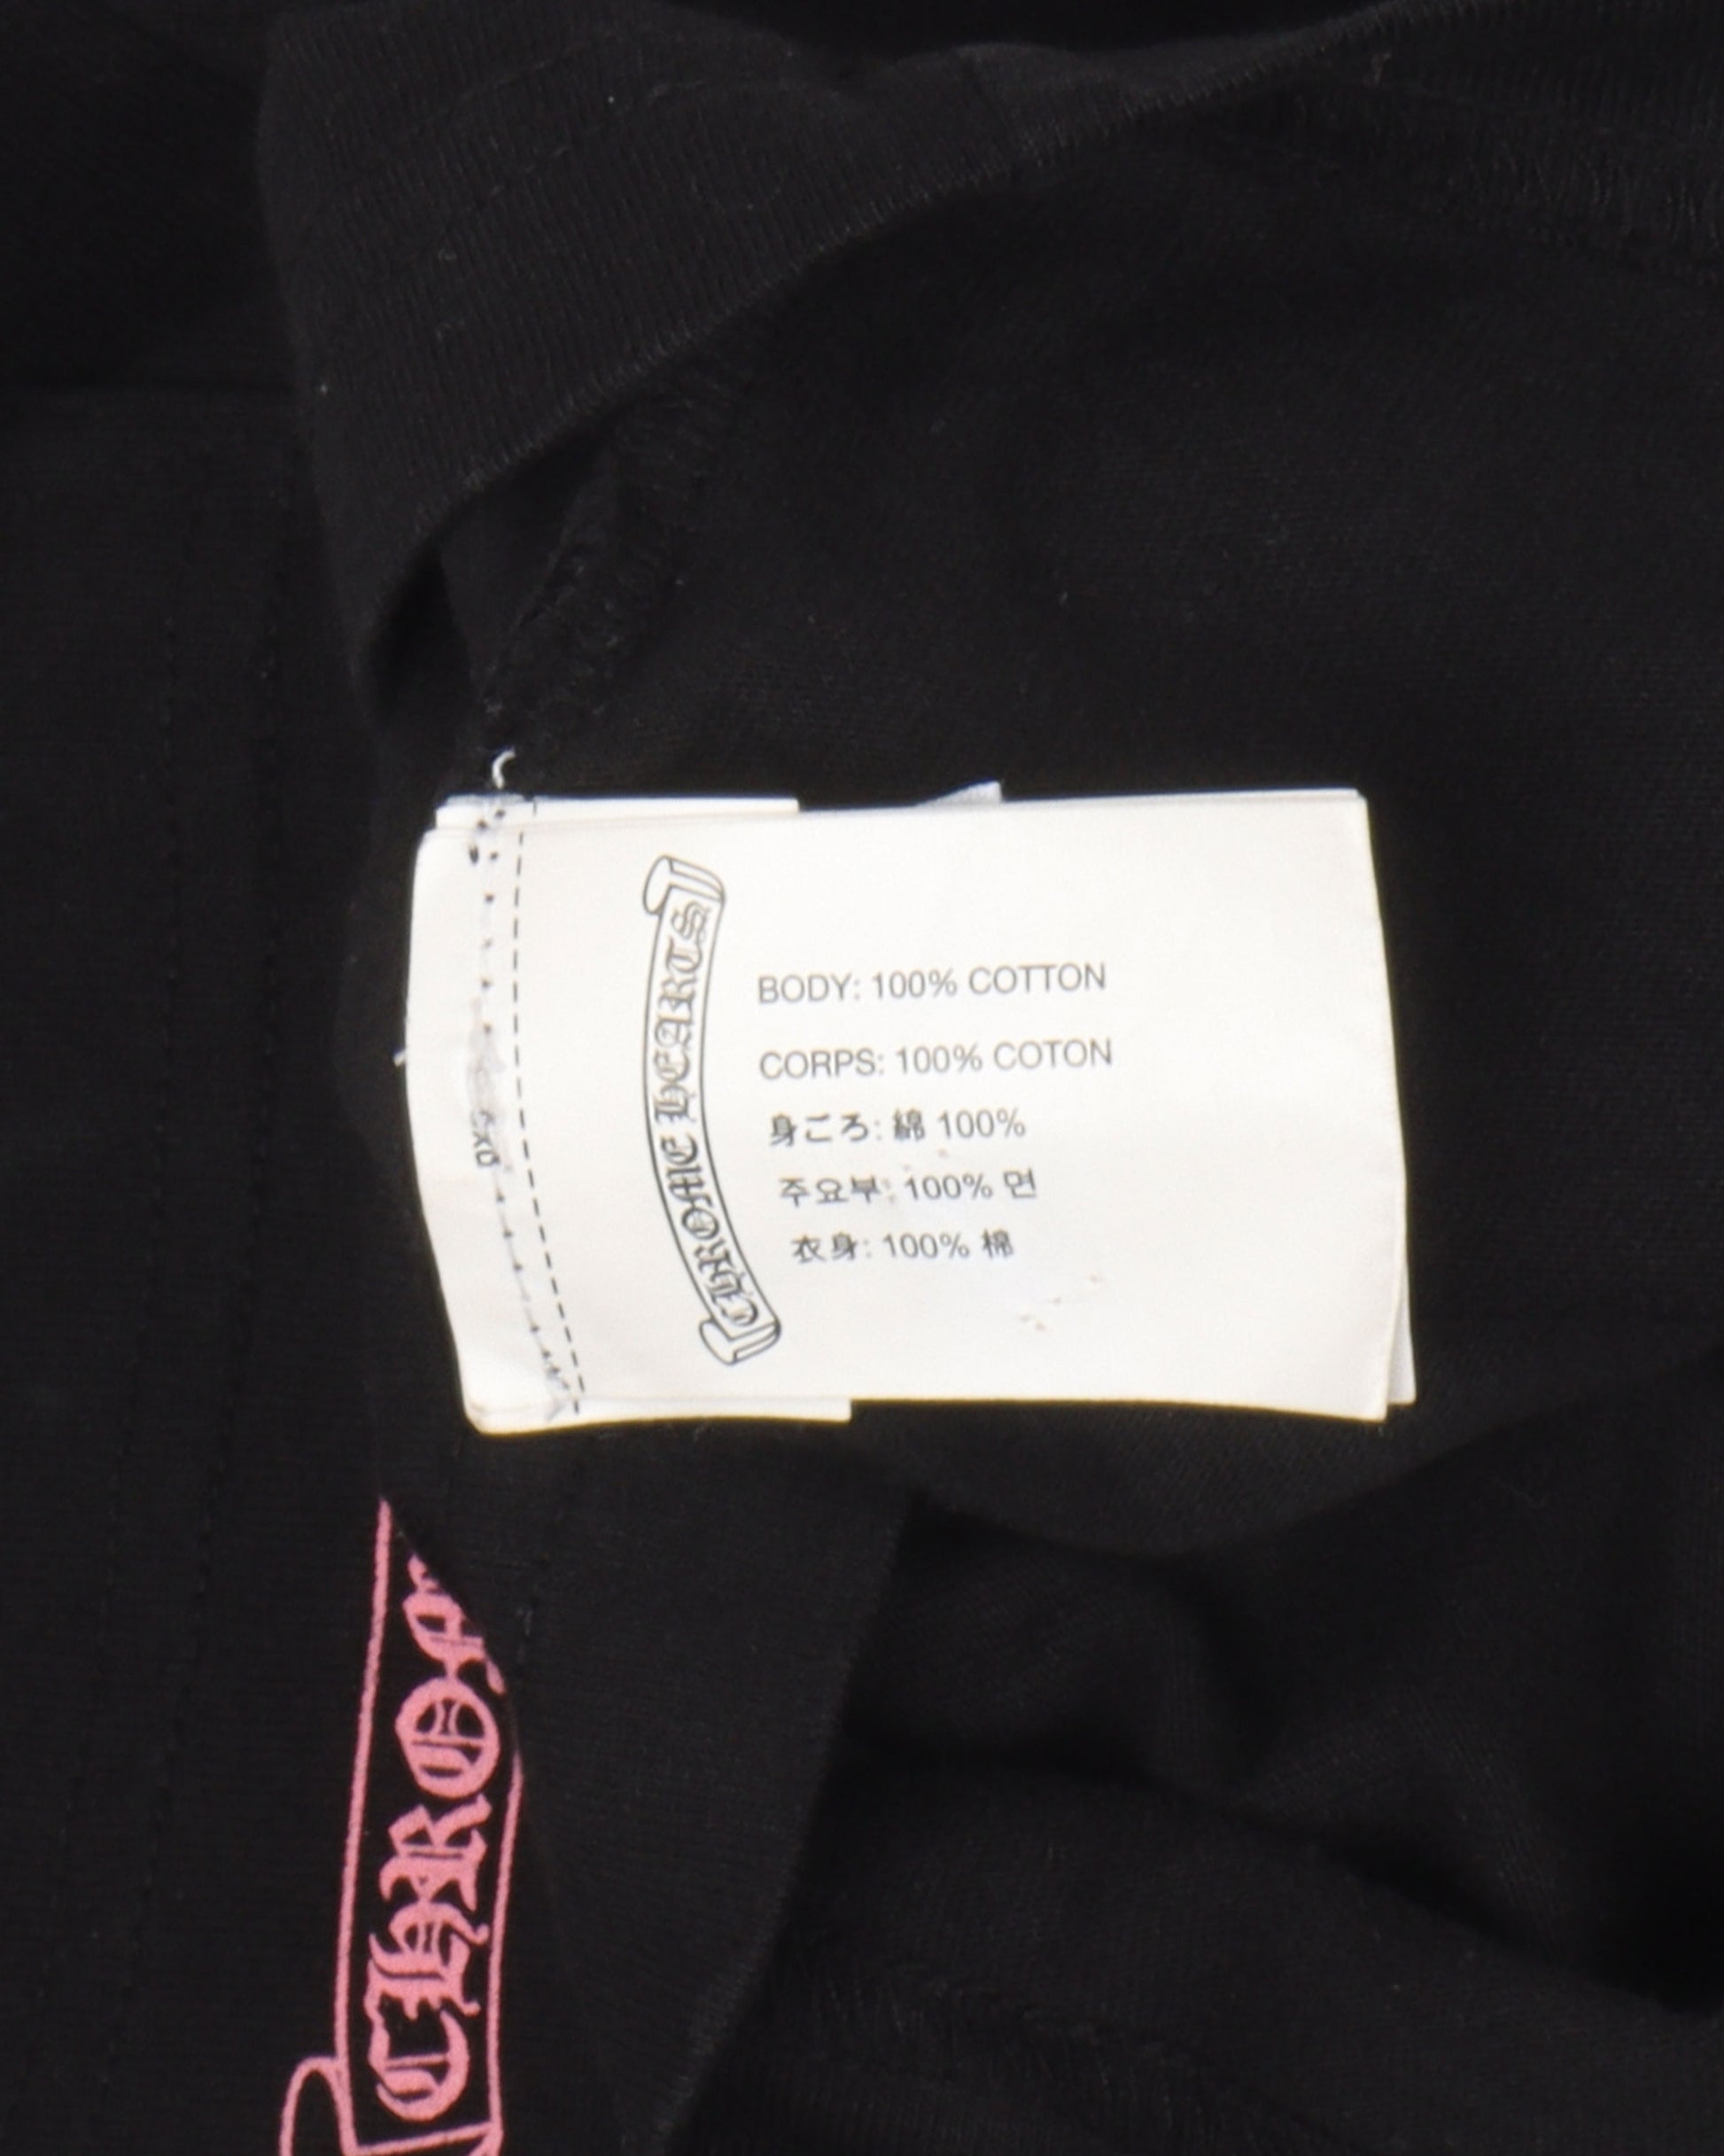 CHROME HEARTS
BODY: 100% COTTON
CORPS: 100% COTON
身ごろ: 綿 100%
주요부: 100% 면
衣身: 100% 棉
CHRO